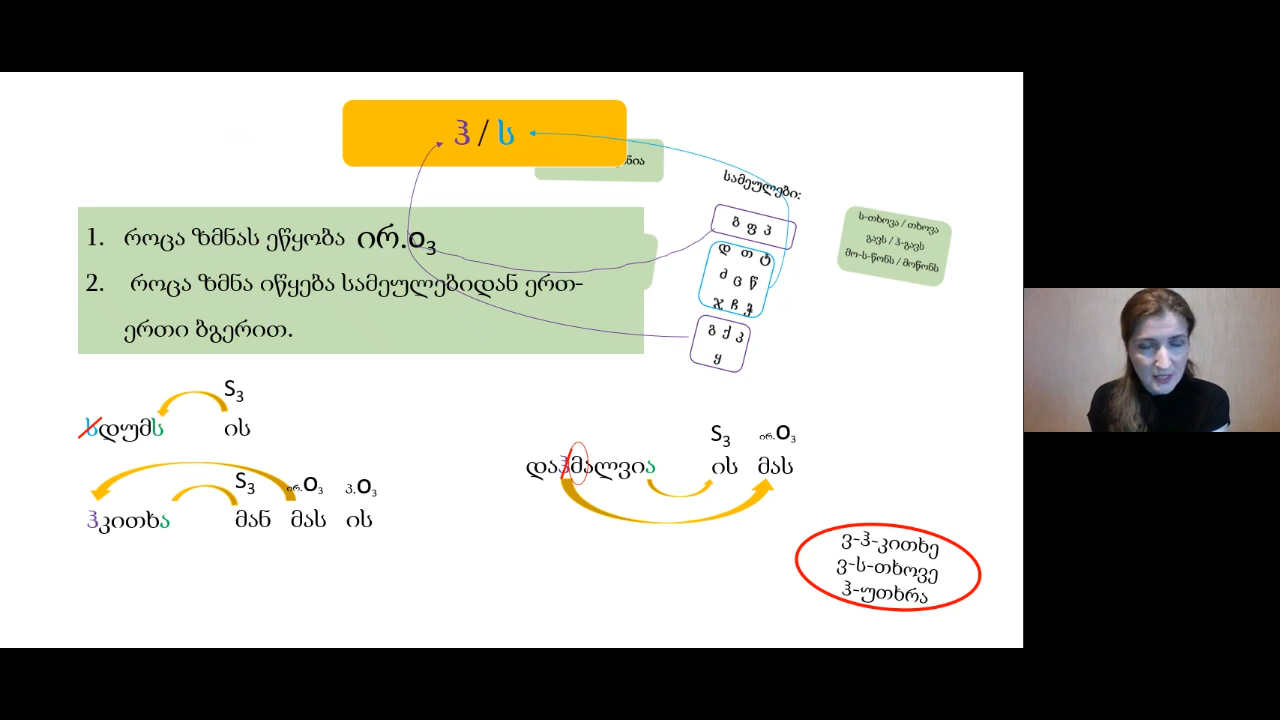 ჰ / ს
ნია
სამეულები:
1. როცა ზმნას ეწყობა ირ.O3
2. როცა ზმნა იწყება სამეულებიდან ერთ-
ერთი ბგერით.
ბ ფ პ
დ თ ტ
ძ ც წ
ჯ ჩ ჭ
გ ქ კ
ყ
ს-თხოვა / თხოვა
გავს / ჰ-გავს
მო-ს-წონს / მოწონს
S3
სდუმს ის
S3 ირ.O3 პ.O3
ჰკითხა მან მას ის
S3 ირ.O3
დაჰმალვია ის მას
ვ-ჰ-კითხე
ვ-ს-თხოვე
ჰ-უთხრა